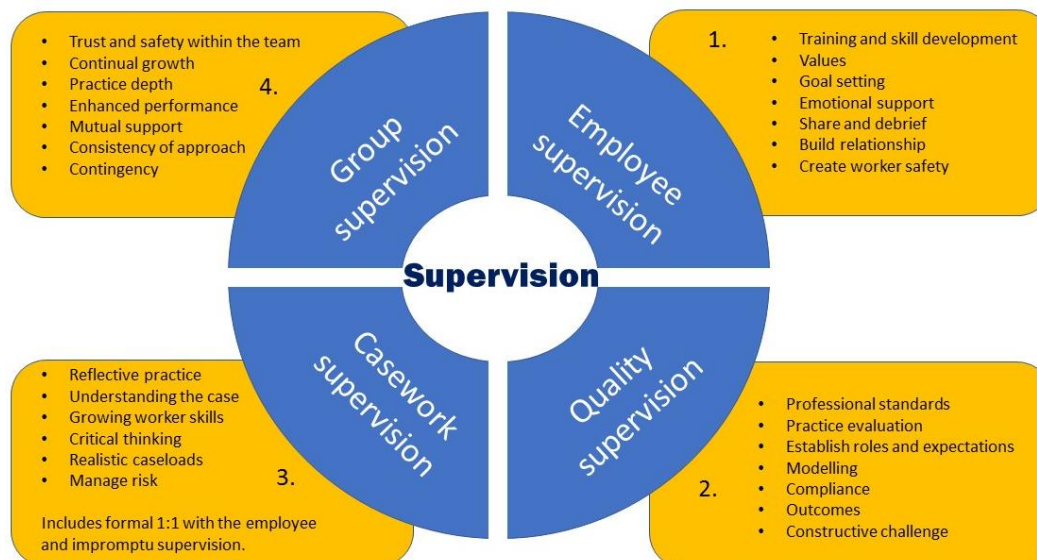 1.
• Training and skill development
• Values
• Goal setting
• Emotional support
• Share and debrief
• Build relationship
• Create worker safety
Employee
supervision
2.
• Professional standards
• Practice evaluation
• Establish roles and expectations
• Modelling
• Compliance
• Outcomes
• Constructive challenge
Quality
supervision
3.
• Reflective practice
• Understanding the case
• Growing worker skills
• Critical thinking
• Realistic caseloads
• Manage risk
Includes formal 1:1 with the employee
and impromptu supervision.
Casework
supervision
4.
• Trust and safety within the team
• Continual growth
• Practice depth
• Enhanced performance
• Mutual support
• Consistency of approach
• Contingency
Group
supervision
Supervision